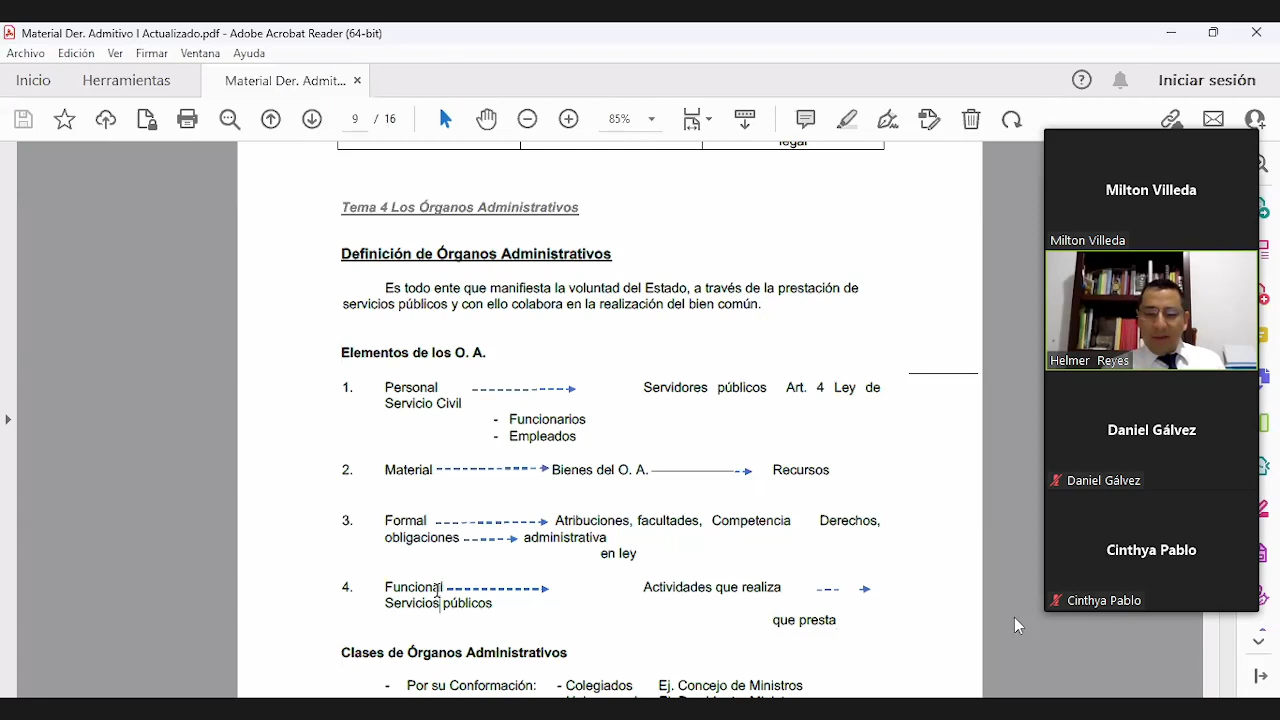 Material Der. Admitivo I Actualizado.pdf - Adobe Acrobat Reader (64-bit)
Archivo Edición Ver Firmar Ventana Ayuda
Inicio Herramientas Material Der. Admit... × Iniciar sesión
9 / 16 85%
legal
Tema 4 Los Órganos Administrativos
Definición de Órganos Administrativos
Es todo ente que manifiesta la voluntad del Estado, a través de la prestación de
servicios públicos y con ello colabora en la realización del bien común.
Elementos de los O. A.
1. Personal Servidores públicos Art. 4 Ley de
Servicio Civil
- Funcionarios
- Empleados
2. Material Bienes del O. A. Recursos
3. Formal Atribuciones, facultades, Competencia Derechos,
obligaciones administrativa
en ley
4. Funcional Actividades que realiza
Servicios públicos
que presta
Clases de Órganos Administrativos
- Por su Conformación: - Colegiados Ej. Concejo de Ministros
Milton Villeda
Milton Villeda
Helmer Reyes
Daniel Gálvez
Daniel Gálvez
Cinthya Pablo
Cinthya Pablo